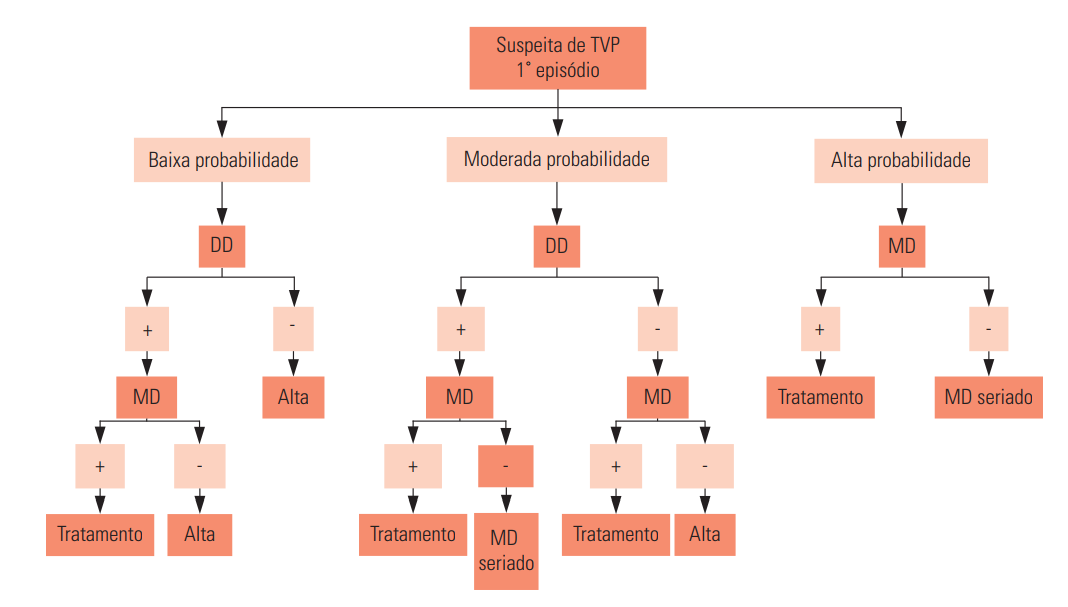 Suspeita de TVP
1˚ episódio
Baixa probabilidade
Moderada probabilidade
Alta probabilidade
DD
DD
MD
+
-
+
-
+
-
MD
Alta
MD
MD
Tratamento
MD seriado
+
-
+
-
+
-
Tratamento
Alta
Tratamento
MD
seriado
Tratamento
Alta